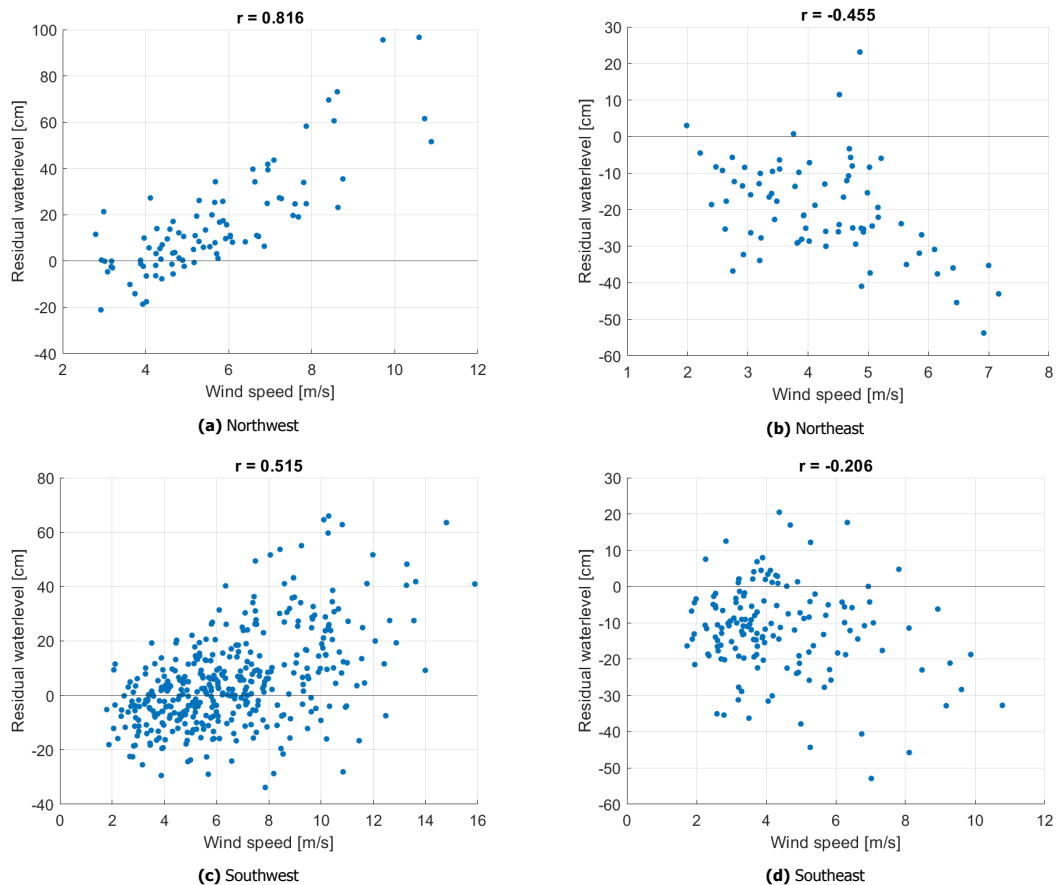 r = 0.816
100
80
60
40
20
0
-20
-40
2 4 6 8 10 12
Residual waterlevel [cm]
Wind speed [m/s]
(a) Northwest
r = -0.455
30
20
10
0
-10
-20
-30
-40
-50
-60
1 2 3 4 5 6 7 8
Residual waterlevel [cm]
Wind speed [m/s]
(b) Northeast
r = 0.515
80
60
40
20
0
-20
-40
0 2 4 6 8 10 12 14 16
Residual waterlevel [cm]
Wind speed [m/s]
(c) Southwest
r = -0.206
30
20
10
0
-10
-20
-30
-40
-50
-60
0 2 4 6 8 10 12
Residual waterlevel [cm]
Wind speed [m/s]
(d) Southeast